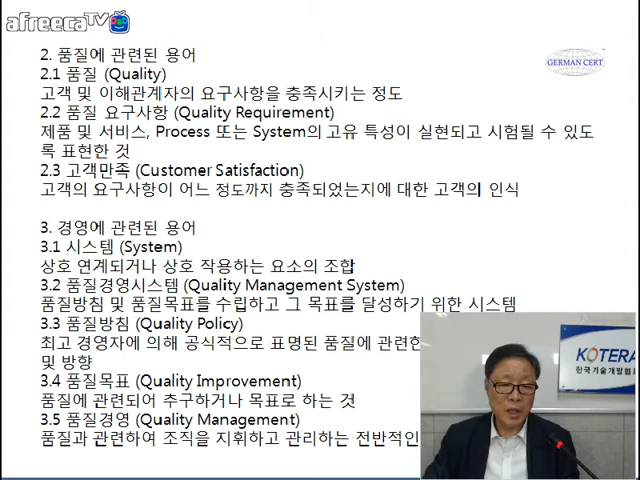 afreecaTV
GERMAN CERT
2. 품질에 관련된 용어
2.1 품질 (Quality)
고객 및 이해관계자의 요구사항을 충족시키는 정도
2.2 품질 요구사항 (Quality Requirement)
제품 및 서비스, Process 또는 System의 고유 특성이 실현되고 시험될 수 있도
록 표현한 것
2.3 고객만족 (Customer Satisfaction)
고객의 요구사항이 어느 정도까지 충족되었는지에 대한 고객의 인식
3. 경영에 관련된 용어
3.1 시스템 (System)
상호 연계되거나 상호 작용하는 요소의 조합
3.2 품질경영시스템 (Quality Management System)
품질방침 및 품질목표를 수립하고 그 목표를 달성하기 위한 시스템
3.3 품질방침 (Quality Policy)
최고 경영자에 의해 공식적으로 표명된 품질에 관련한
및 방향
3.4 품질목표 (Quality Improvement)
품질에 관련되어 추구하거나 목표로 하는 것
3.5 품질경영 (Quality Management)
품질과 관련하여 조직을 지휘하고 관리하는 전반적인
KOTERA
한국기술개발협회